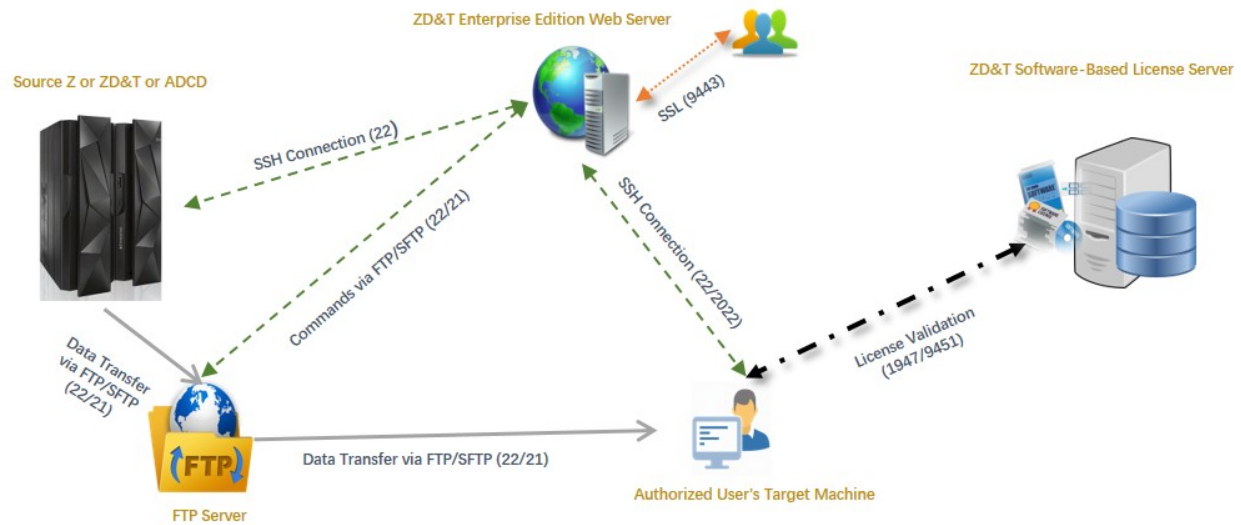 ZD&T Enterprise Edition Web Server
Source Z or ZD&T or ADCD
ZD&T Software-Based License Server
SSL (9443)
SSH Connection (22)
Commands via FTP/SFTP (22/21)
SSH Connection (22/2022)
License Validation
(1947/9451)
Data Transfer
via FTP/SFTP
(22/21)
FTP
Data Transfer via FTP/SFTP (22/21)
Authorized User's Target Machine
FTP Server